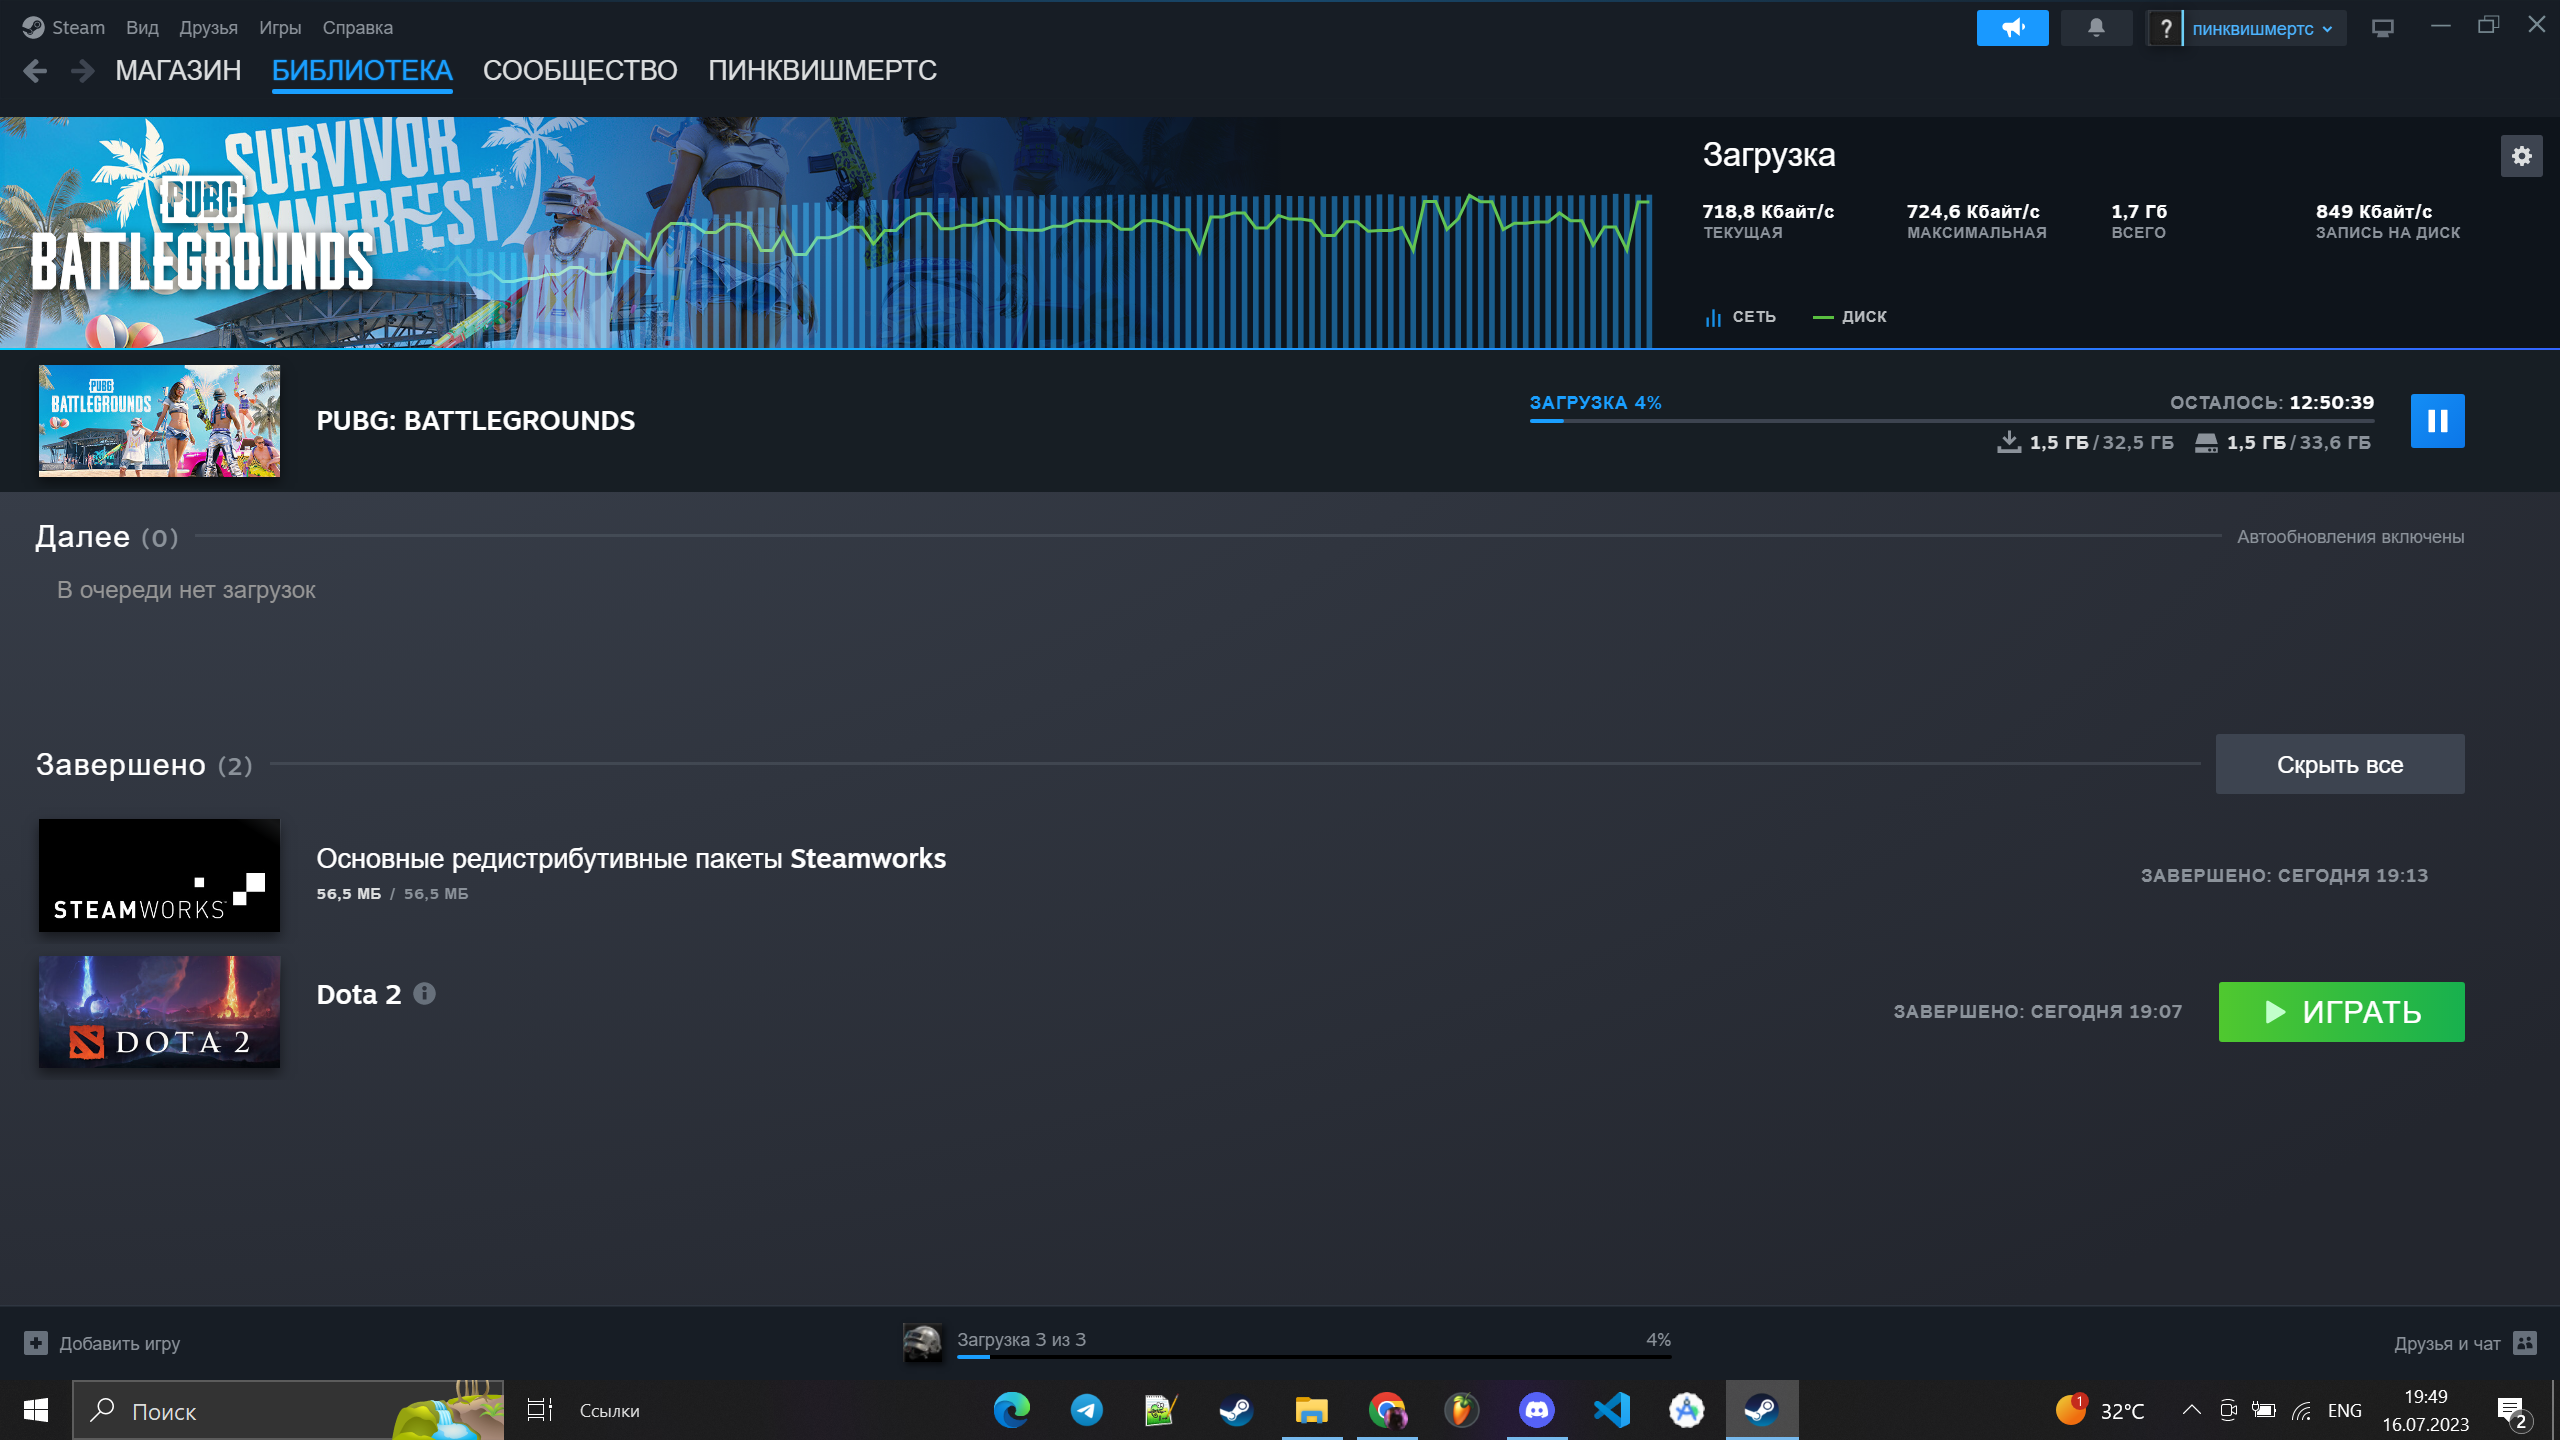 Steam Вид Друзья Игры Справка
? пинквишмертс
МАГАЗИН БИБЛИОТЕКА СООБЩЕСТВО ПИНКВИШМЕРТС
SURVIVOR
SUMMERFEST
PUBG
BATTLEGROUNDS
Загрузка
718,8 Кбайт/с 724,6 Кбайт/с 1,7 Гб 849 Кбайт/с
ТЕКУЩАЯ МАКСИМАЛЬНАЯ ВСЕГО ЗАПИСЬ НА ДИСК
СЕТЬ ДИСК
PUBG
BATTLEGROUNDS
PUBG: BATTLEGROUNDS
ЗАГРУЗКА 4% ОСТАЛОСЬ: 12:50:39
1,5 ГБ / 32,5 ГБ 1,5 ГБ / 33,6 ГБ
Далее (0) Автообновления включены
В очереди нет загрузок
Завершено (2) Скрыть все
STEAMWORKS
Основные редистрибутивные пакеты Steamworks
56,5 МБ / 56,5 МБ
ЗАВЕРШЕНО: СЕГОДНЯ 19:13
DOTA 2
Dota 2
ЗАВЕРШЕНО: СЕГОДНЯ 19:07 ИГРАТЬ
Добавить игру Загрузка 3 из 3 4% Друзья и чат
Поиск Ссылки 1 32°C ENG 19:49
16.07.2023 2